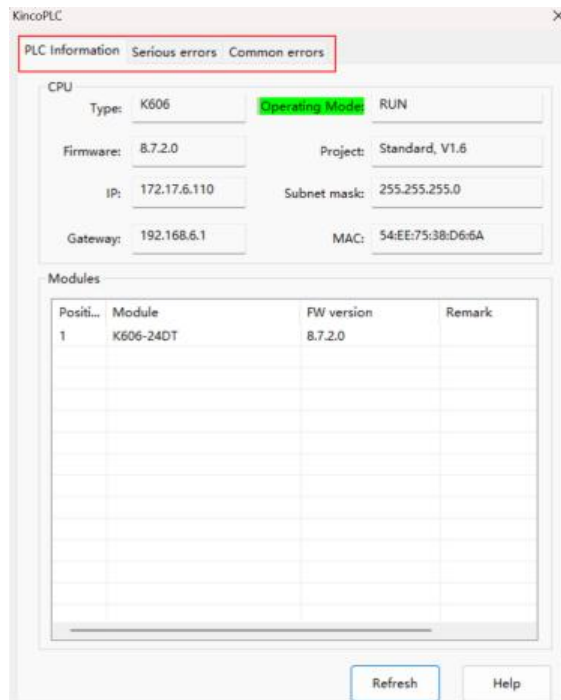 KincoPLC
PLC Information Serious errors Common errors
CPU
Type: K606 Operating Mode: RUN
Firmware: 8.7.2.0 Project: Standard, V1.6
IP: 172.17.6.110 Subnet mask: 255.255.255.0
Gateway: 192.168.6.1 MAC: 54:EE:75:38:D6:6A
Modules
Positi... Module FW version Remark
1 K606-24DT 8.7.2.0
Refresh Help